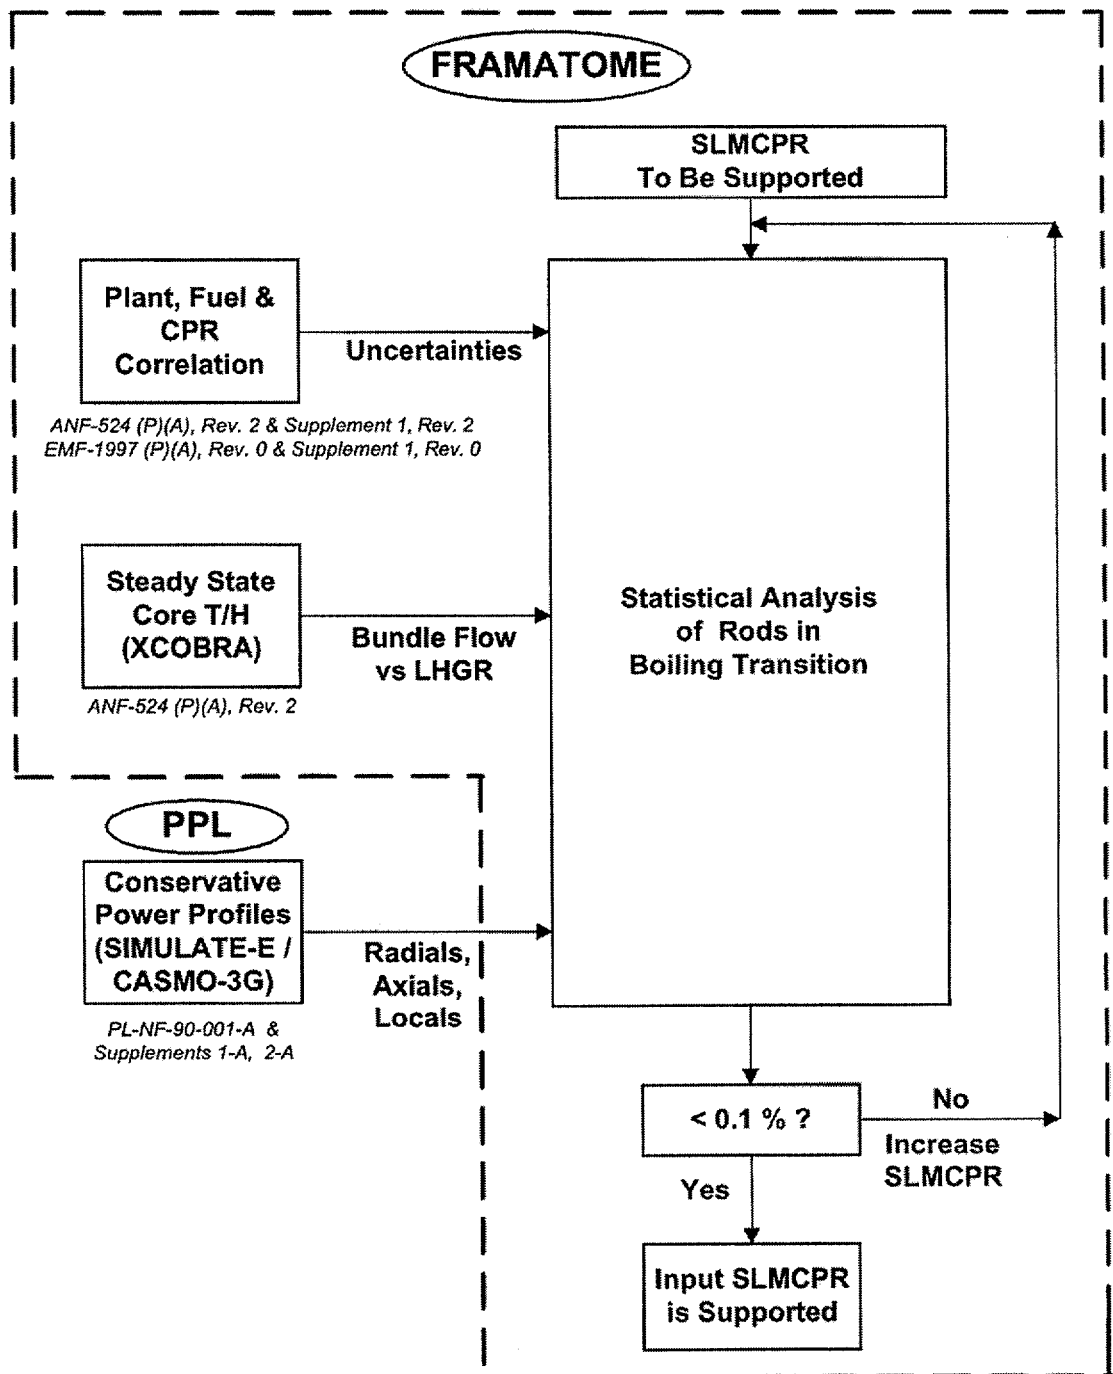 FRAMATOME
SLMCPR
To Be Supported
Plant, Fuel &
CPR
Correlation
Uncertainties
ANF-524 (P)(A), Rev. 2 & Supplement 1, Rev. 2
EMF-1997 (P)(A), Rev. 0 & Supplement 1, Rev. 0
Steady State
Core T/H
(XCOBRA)
Bundle Flow
vs LHGR
ANF-524 (P)(A), Rev. 2
Statistical Analysis
of Rods in
Boiling Transition
PPL
Conservative
Power Profiles
(SIMULATE-E /
CASMO-3G)
Radials,
Axials,
Locals
PL-NF-90-001-A &
Supplements 1-A, 2-A
< 0.1 % ?
No
Increase
SLMCPR
Yes
Input SLMCPR
is Supported